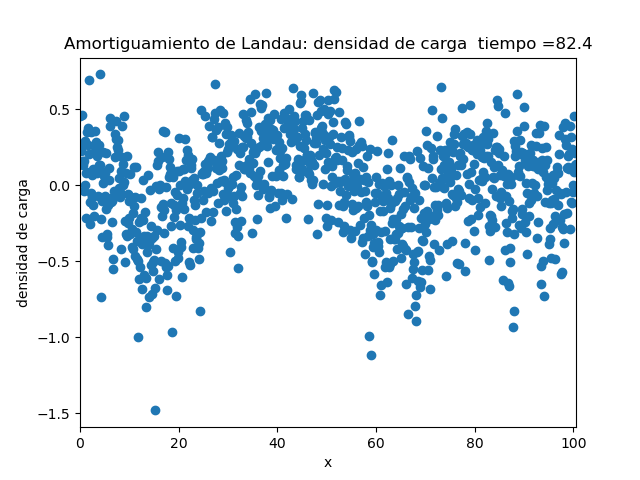 Amortiguamiento de Landau: densidad de carga  tiempo =82.4
densidad de carga
0.5
0.0
−0.5
−1.0
−1.5
0 20 40 60 80 100
x